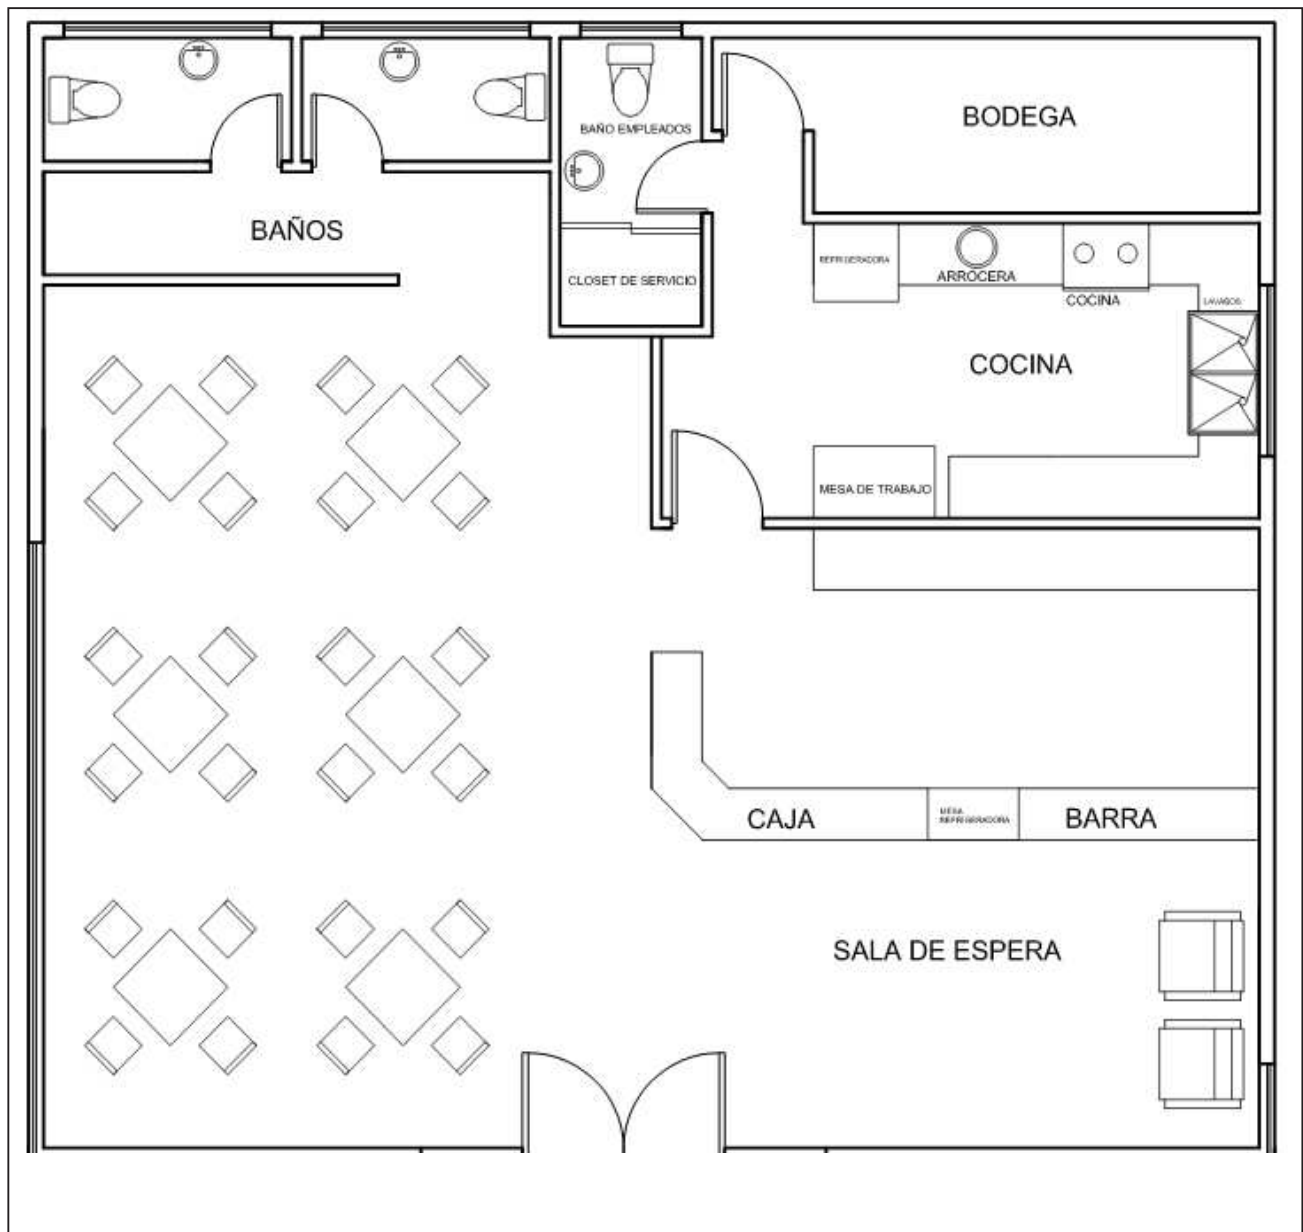 BODEGA
BAÑO EMPLEADOS
BAÑOS
CLOSET DE SERVICIO
REFRIGERADORA
ARROCERA
COCINA
LAVABOS
COCINA
MESA DE TRABAJO
CAJA
MESA
REFRIGERADORA
BARRA
SALA DE ESPERA